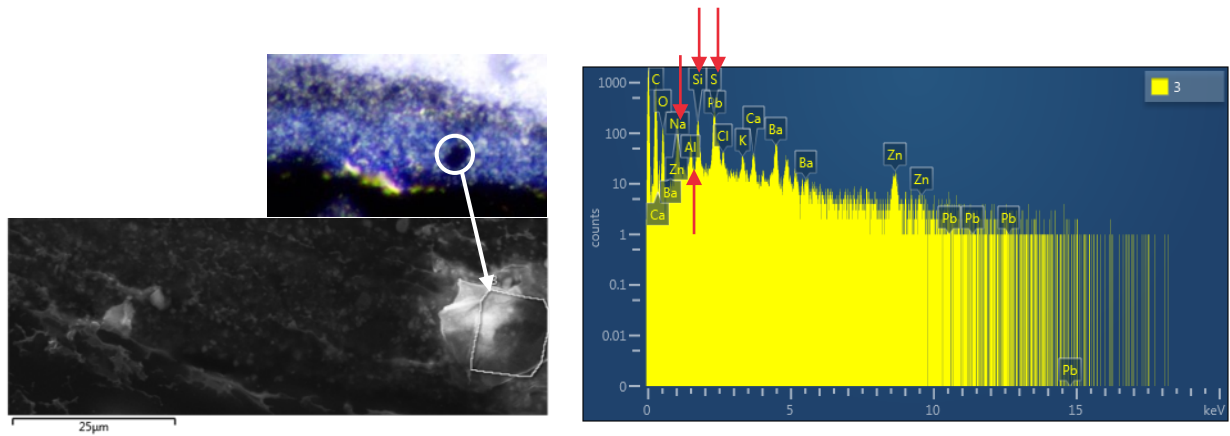 3
25μm
1000
100
10
1
0.1
0.01
0
counts
C
O
Na
Zn
Ba
Ca
Al
Si
S
Pb
Cl
K
Ca
Ba
Ba
Zn
Zn
Pb
Pb
Pb
Pb
3
0
5
10
15
keV